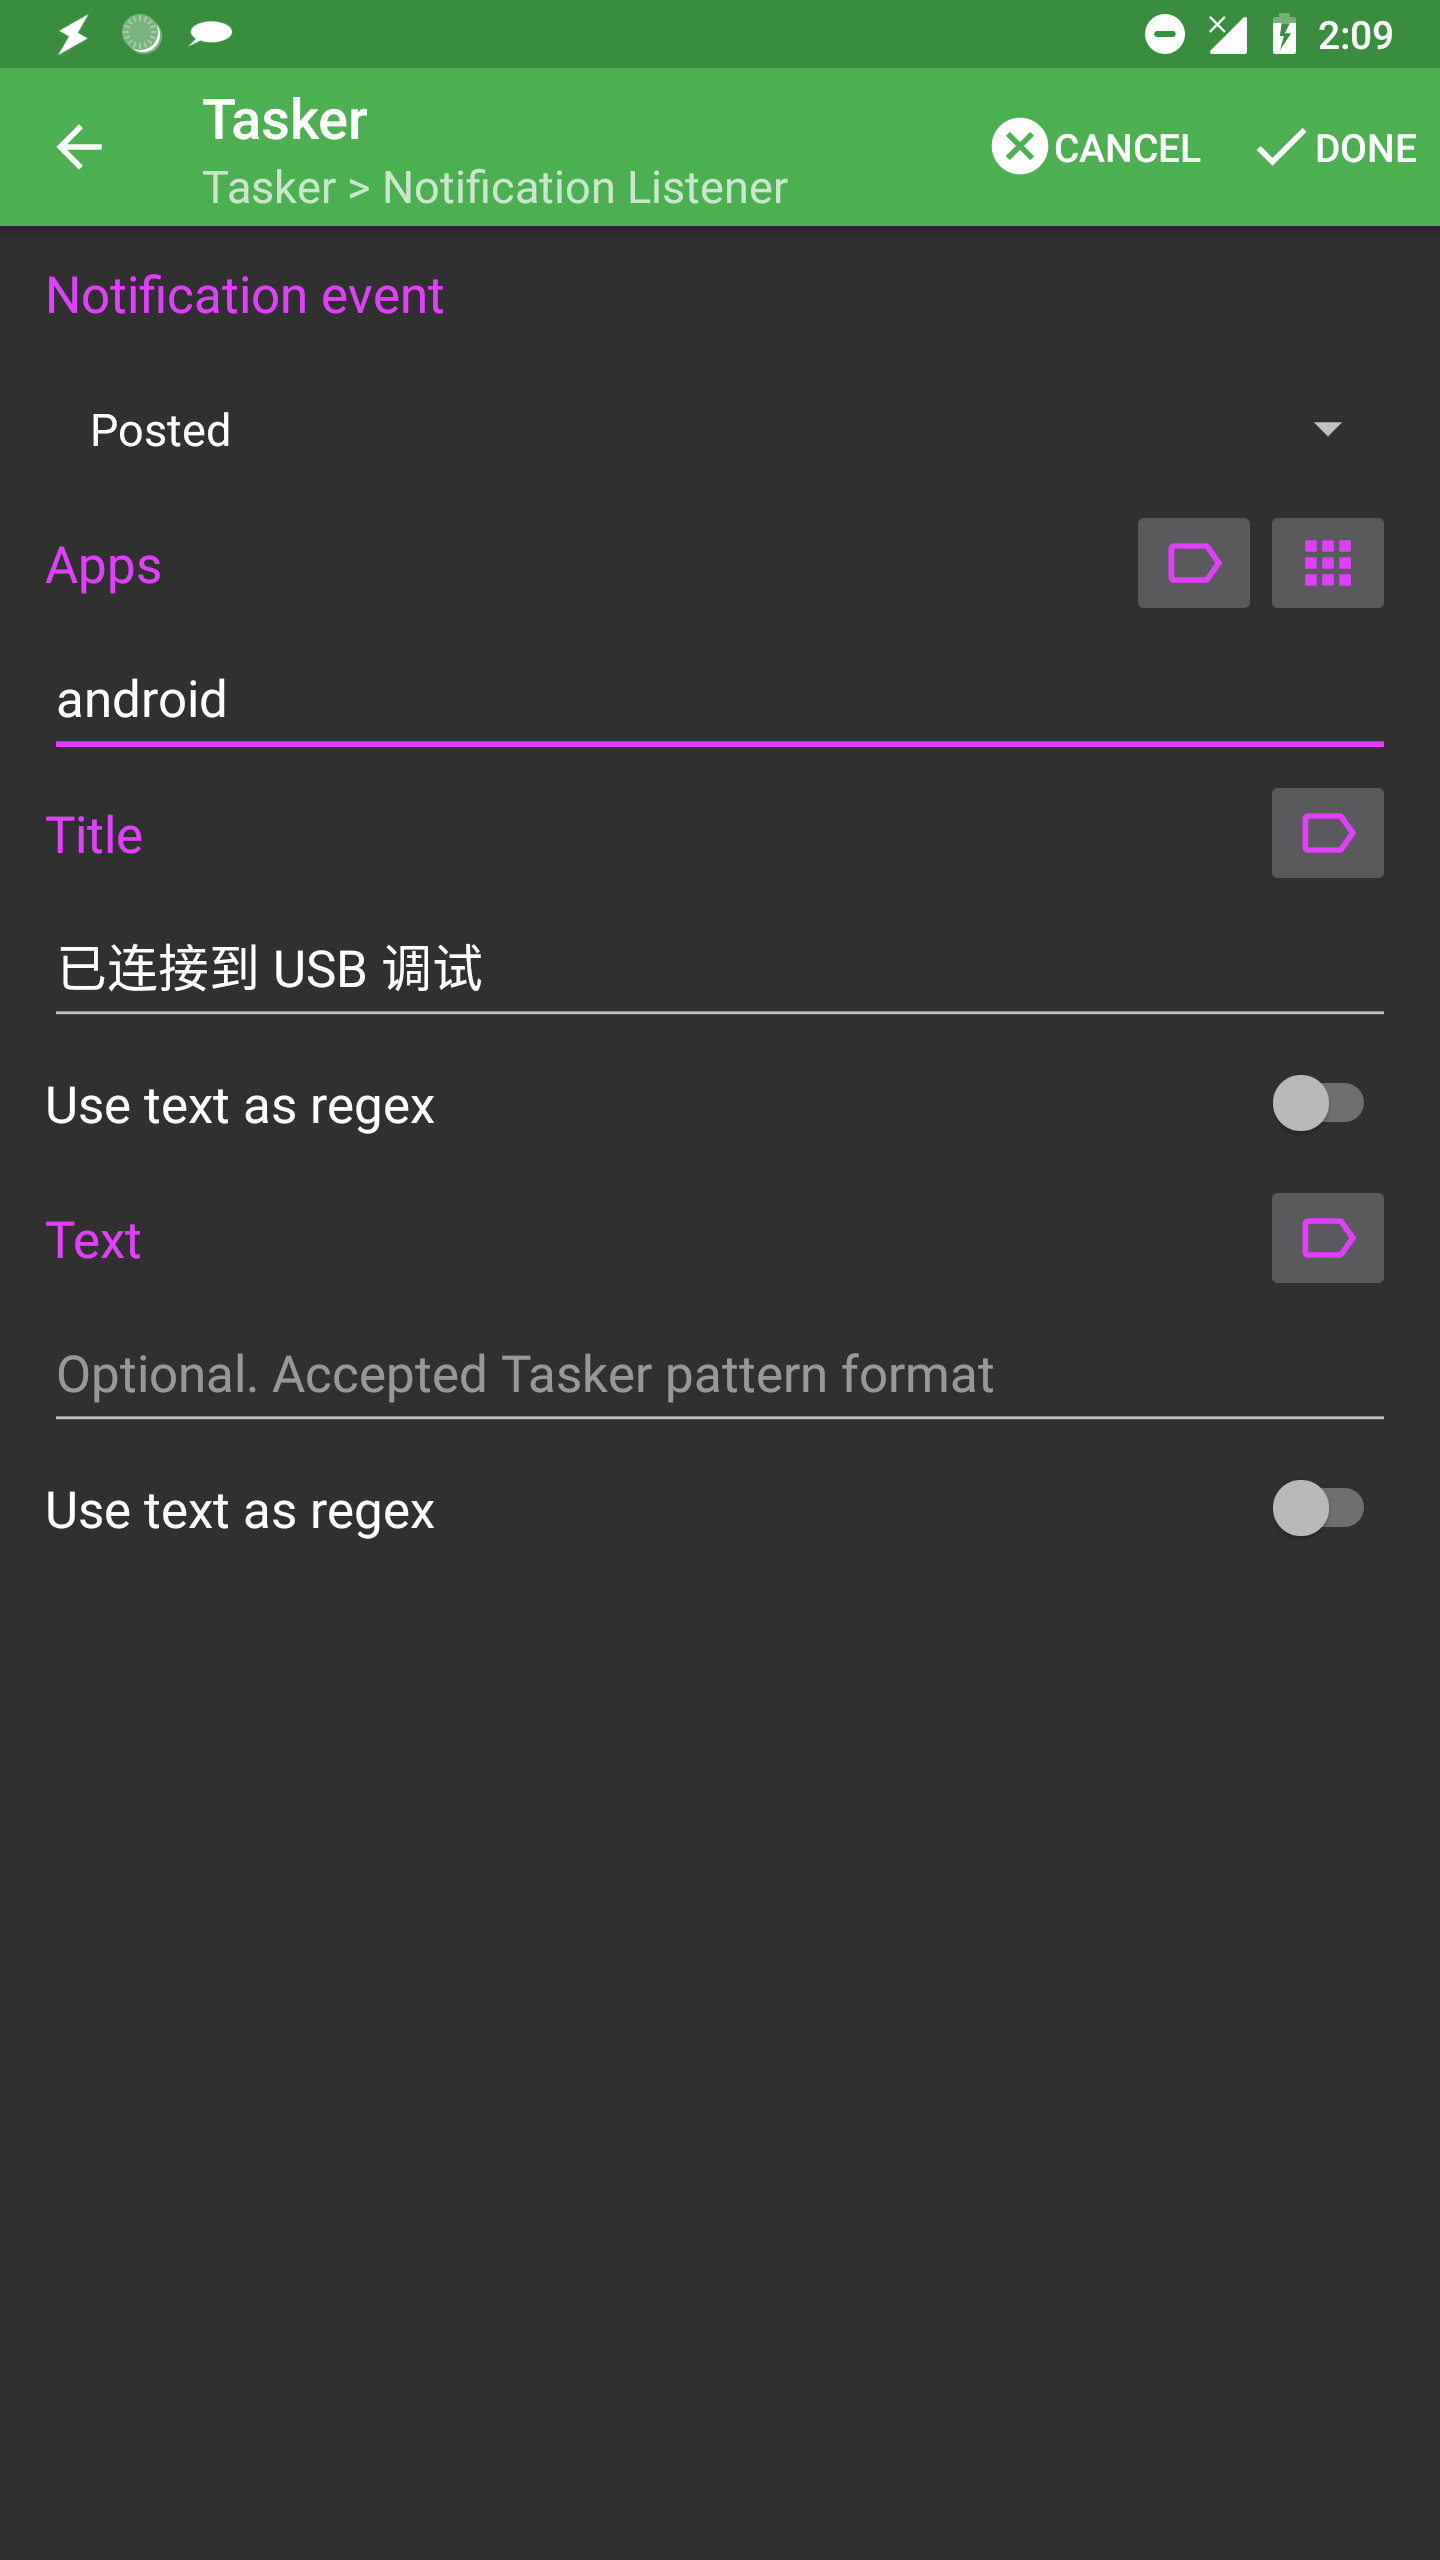 2:09
Tasker
Tasker > Notification Listener
CANCEL
DONE
Notification event
Posted
Apps
android
Title
已连接到 USB 调试
Use text as regex
Text
Optional. Accepted Tasker pattern format
Use text as regex